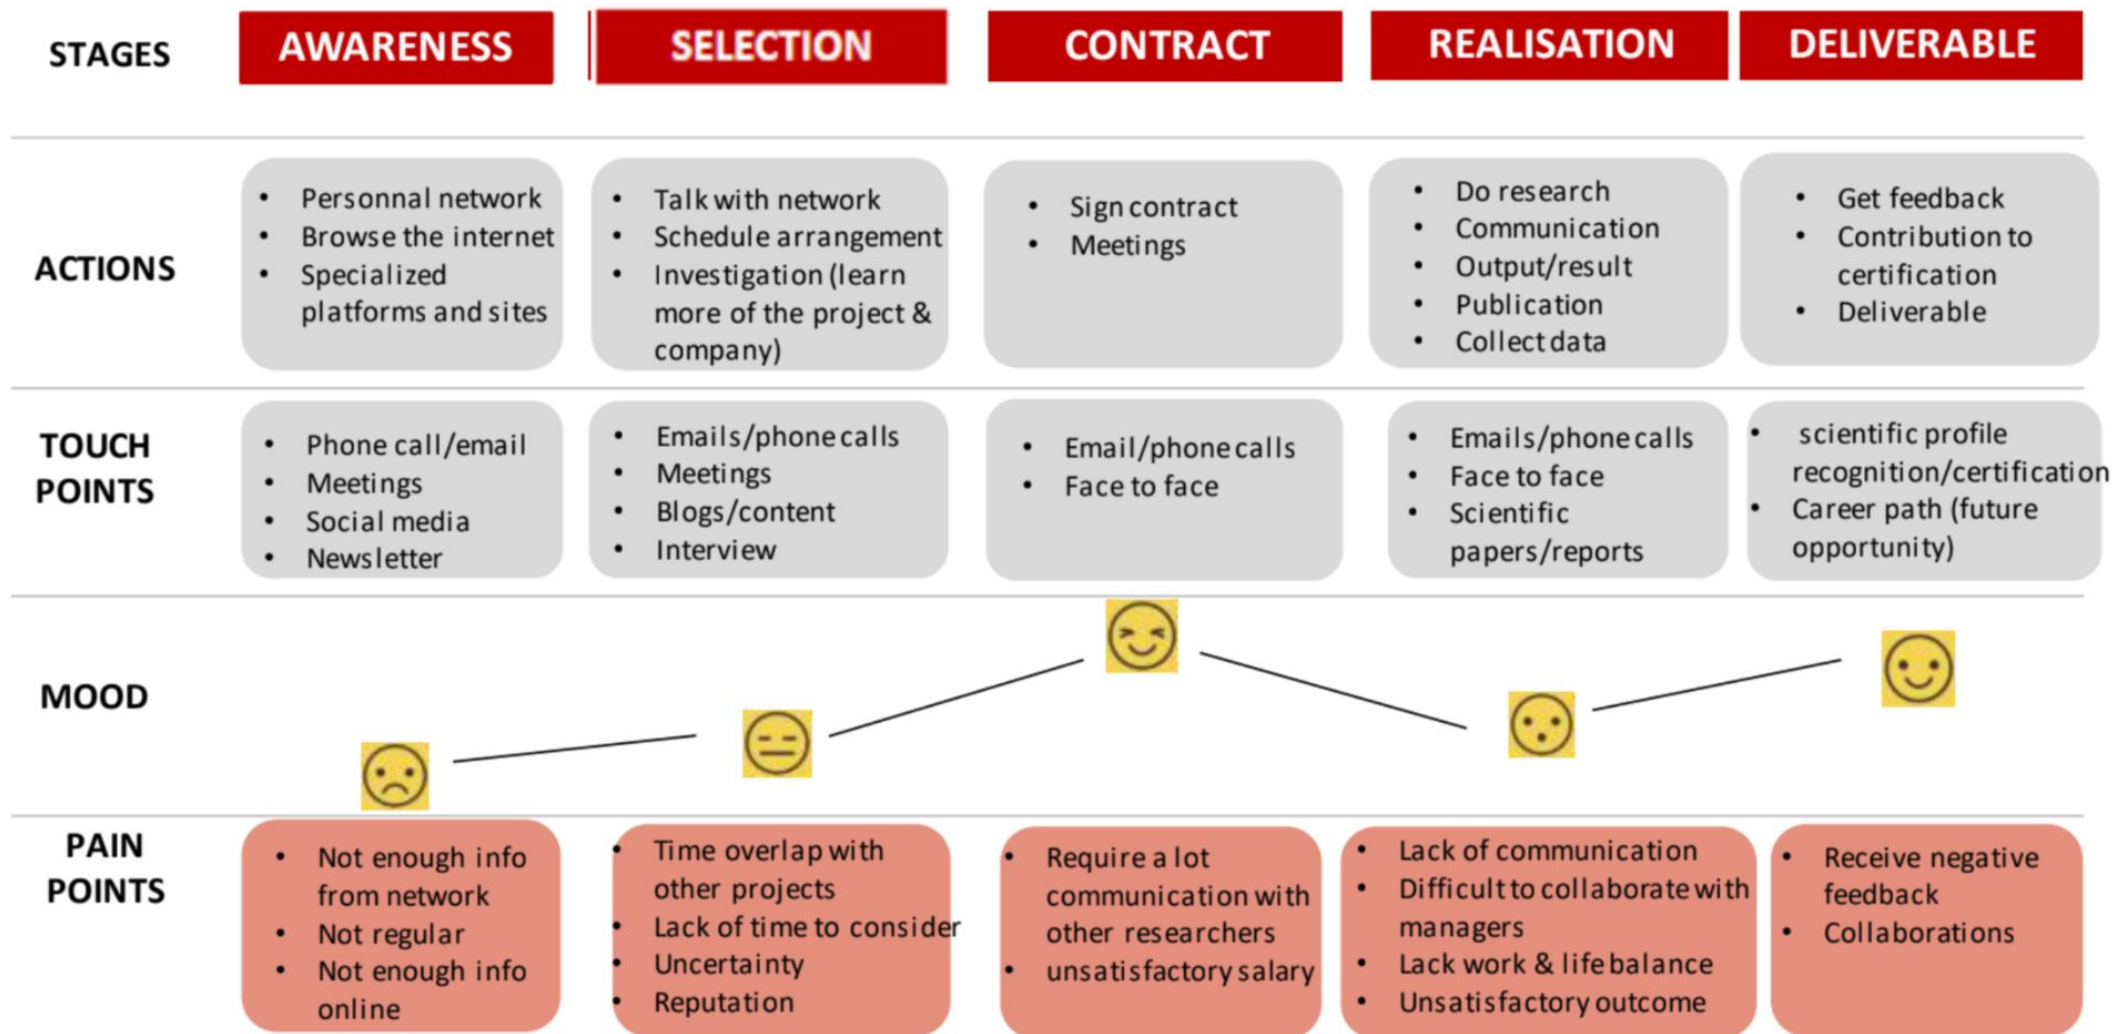 STAGES
AWARENESS
SELECTION
CONTRACT
REALISATION
DELIVERABLE
ACTIONS
• Personnal network
• Browse the internet
• Specialized
platforms and sites
• Talk with network
• Schedule arrangement
• Investigation (learn
more of the project &
company)
• Sign contract
• Meetings
• Do research
• Communication
• Output/result
• Publication
• Collect data
• Get feedback
• Contribution to
certification
• Deliverable
TOUCH
POINTS
• Phone call/email
• Meetings
• Social media
• Newsletter
• Emails/phone calls
• Meetings
• Blogs/content
• Interview
• Email/phone calls
• Face to face
• Emails/phone calls
• Face to face
• Scientific
papers/reports
• scientific profile
recognition/certification
• Career path (future
opportunity)
MOOD
PAIN
POINTS
• Not enough info
from network
• Not regular
• Not enough info
online
• Time overlap with
other projects
• Lack of time to consider
• Uncertainty
• Reputation
• Require a lot
communication with
other researchers
• unsatisfactory salary
• Lack of communication
• Difficult to collaborate with
managers
• Lack work & life balance
• Unsatisfactory outcome
• Receive negative
feedback
• Collaborations